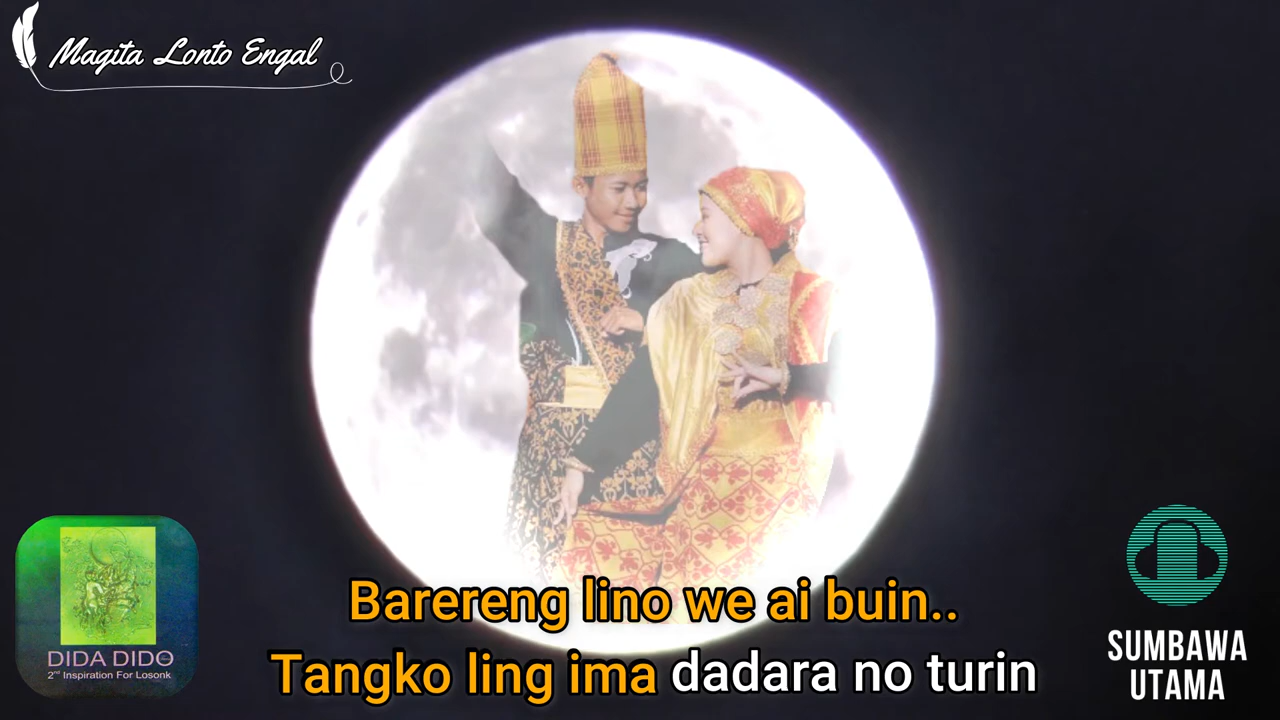 Magita Lonto Engal
Barereng lino we ai buin..
Tangko ling ima dadara no turin
DIDA DIDO
2nd Inspiration For Losonk
SUMBAWA
UTAMA